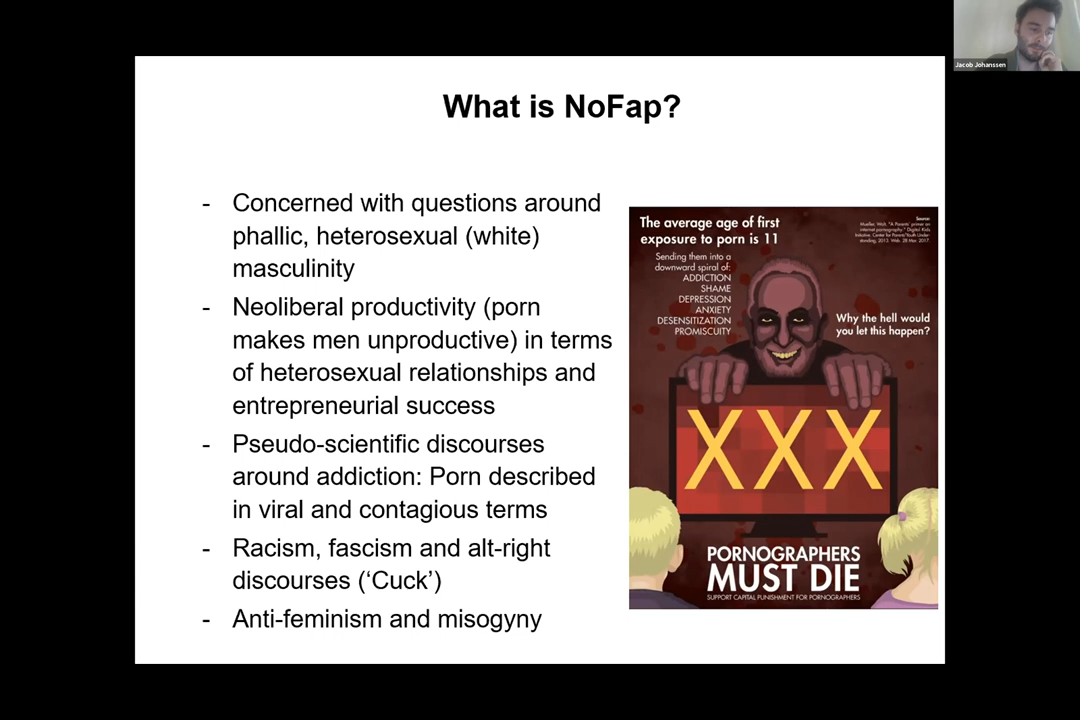 Jacob Johanssen
What is NoFap?
- Concerned with questions around
phallic, heterosexual (white)
masculinity
- Neoliberal productivity (porn
makes men unproductive) in terms
of heterosexual relationships and
entrepreneurial success
- Pseudo-scientific discourses
around addiction: Porn described
in viral and contagious terms
- Racism, fascism and alt-right
discourses (‘Cuck’)
- Anti-feminism and misogyny
The average age of first
exposure to porn is 11
Source:
Mueller, Walt. "A Parents' primer on
internet pornography." Digital Kids
Initiative. Center for Parent/Youth Under-
standing, 2013. Web. 28 Mar 2017.
Sending them into a
downward spiral of:
ADDICTION
SHAME
DEPRESSION
ANXIETY
DESENSITIZATION
PROMISCUITY
Why the hell would
you let this happen?
XXX
PORNOGRAPHERS
MUST DIE
SUPPORT CAPITAL PUNISHMENT FOR PORNOGRAPHERS